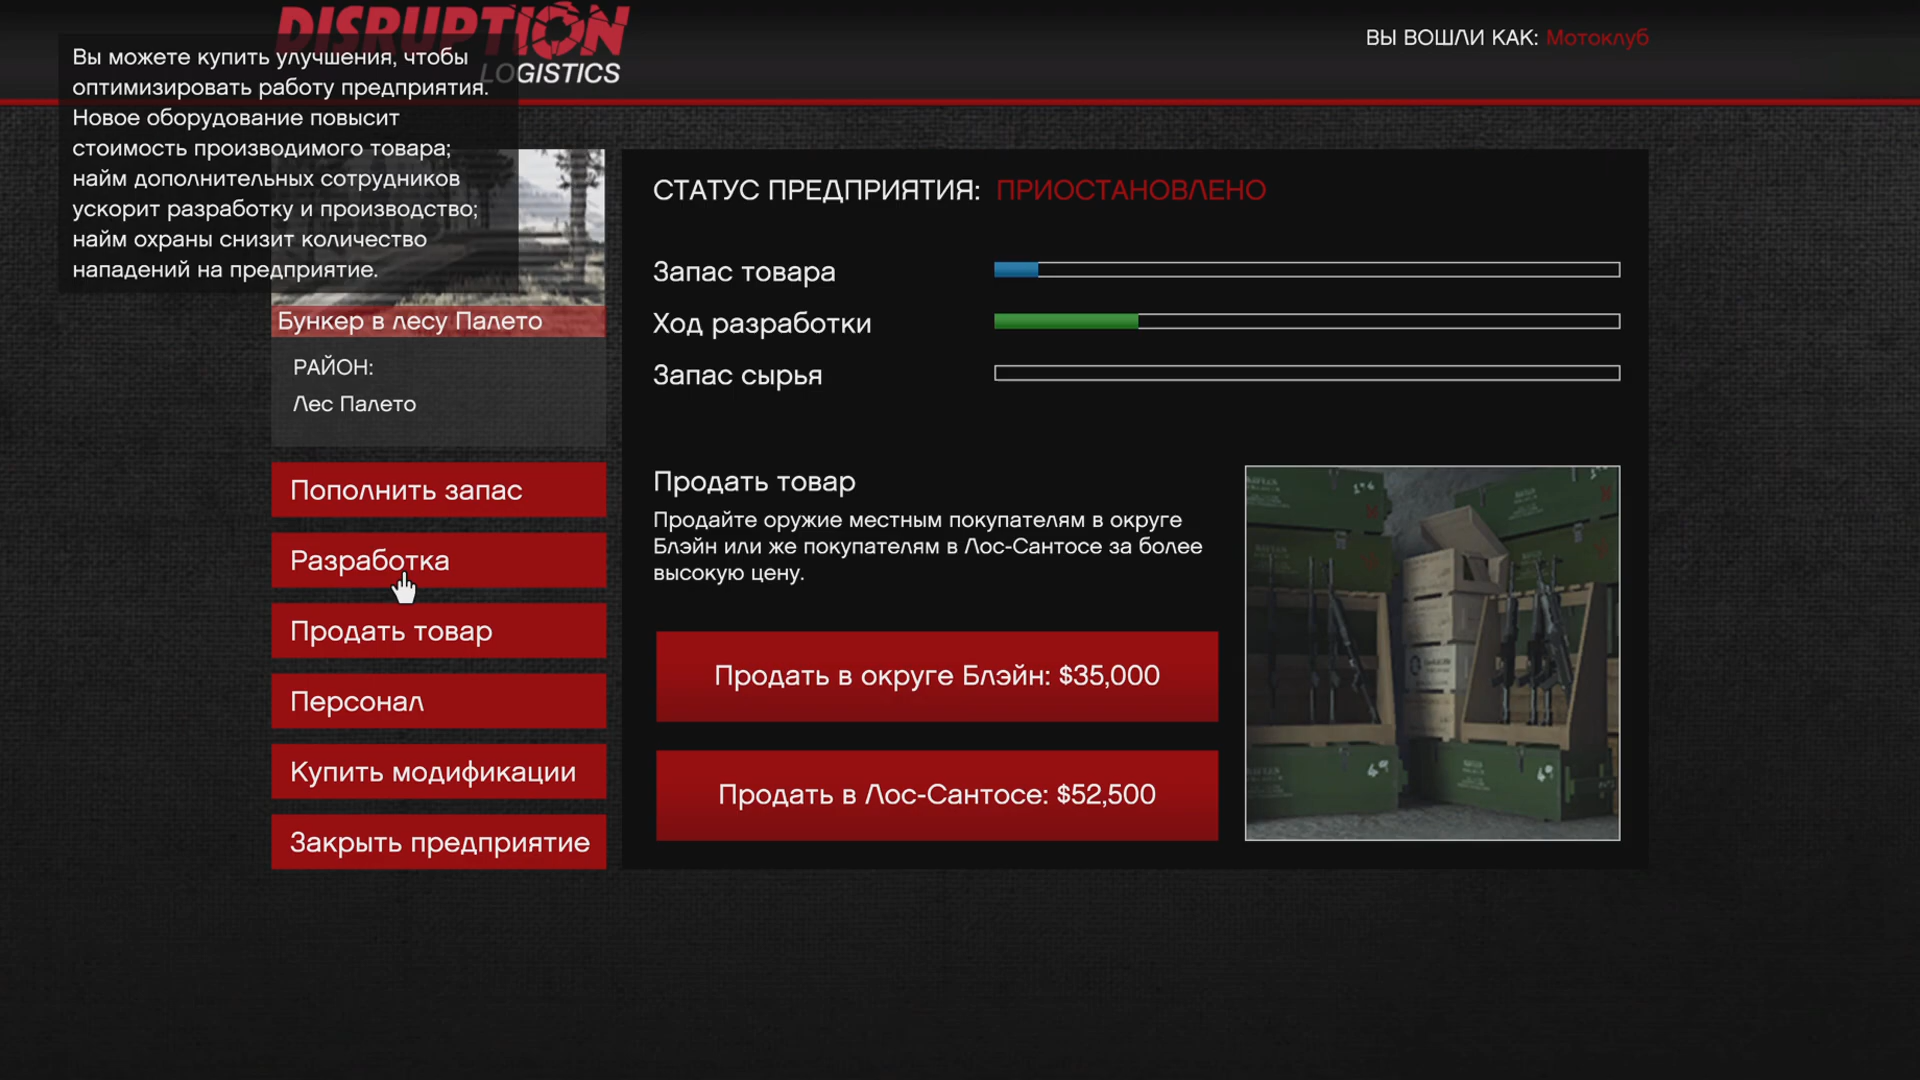 DISRUPTION
LOGISTICS
ВЫ ВОШЛИ КАК: Мотоклуб
Вы можете купить улучшения, чтобы
оптимизировать работу предприятия.
Новое оборудование повысит
стоимость производимого товара;
найм дополнительных сотрудников
ускорит разработку и производство;
найм охраны снизит количество
нападений на предприятие.
Бункер в лесу Палето
РАЙОН:
Лес Палето
Пополнить запас
Разработка
Продать товар
Персонал
Купить модификации
Закрыть предприятие
СТАТУС ПРЕДПРИЯТИЯ: ПРИОСТАНОВЛЕНО
Запас товара
Ход разработки
Запас сырья
Продать товар
Продайте оружие местным покупателям в округе
Блэйн или же покупателям в Лос-Сантосе за более
высокую цену.
Продать в округе Блэйн: $35,000
Продать в Лос-Сантосе: $52,500